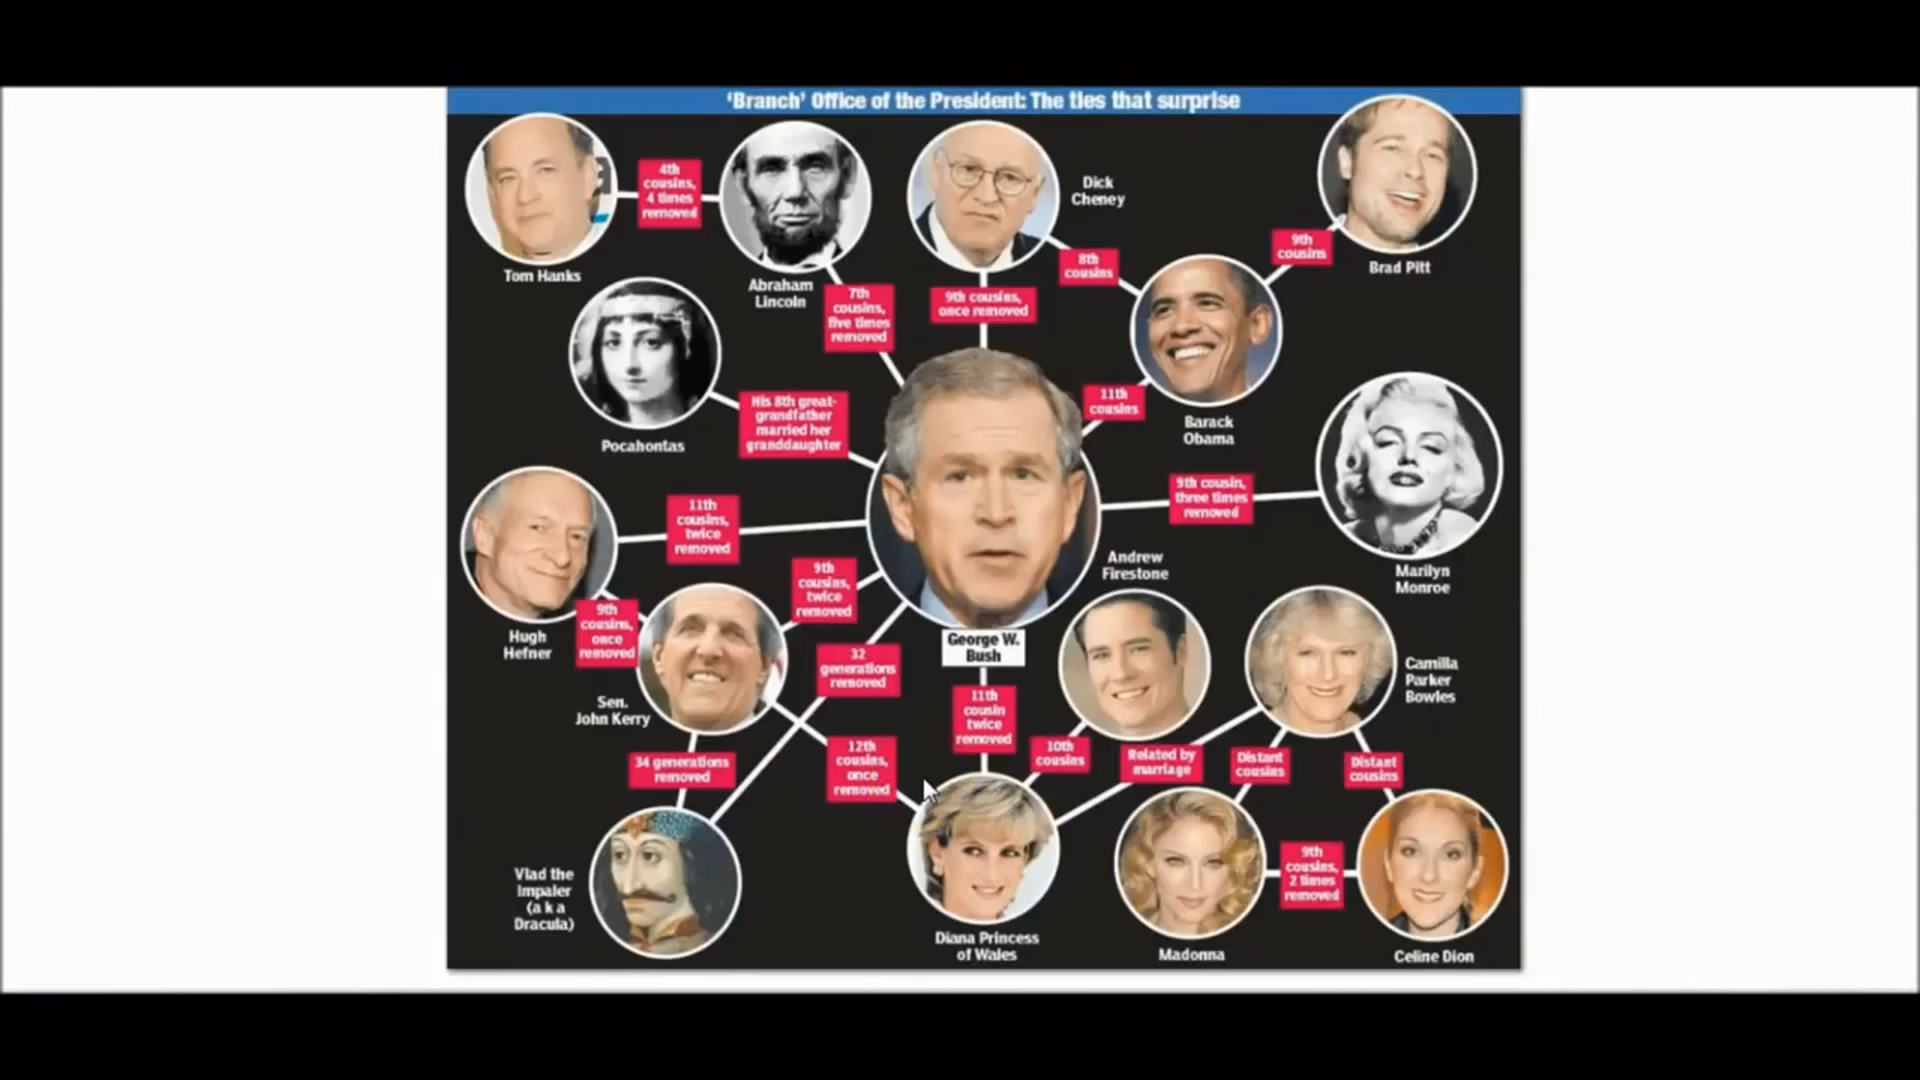 ‘Branch’ Office of the President: The ties that surprise
4th
cousins,
4 times
removed
Tom Hanks
Abraham
Lincoln
7th
cousins,
five times
removed
Dick
Cheney
9th cousins,
once removed
8th
cousins
9th
cousins
Brad Pitt
Barack
Obama
11th
cousins
Pocahontas
His 8th great-
grandfather
married her
granddaughter
9th cousin,
three times
removed
Marilyn
Monroe
11th
cousins,
twice
removed
Hugh
Hefner
9th
cousins,
once
removed
9th
cousins,
twice
removed
Sen.
John Kerry
32
generations
removed
George W.
Bush
Andrew
Firestone
Camilla
Parker
Bowles
11th
cousin
twice
removed
34 generations
removed
12th
cousins,
once
removed
10th
cousins
Related by
marriage
Distant
cousins
Distant
cousins
Vlad the
Impaler
(a k a
Dracula)
Diana Princess
of Wales
Madonna
9th
cousins,
2 times
removed
Celine Dion